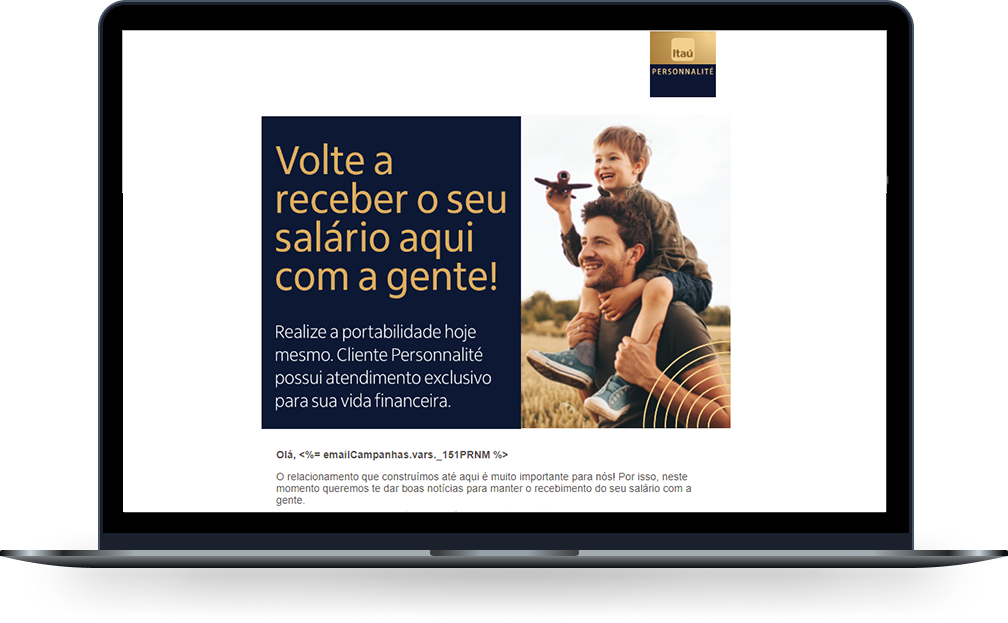 Itaú
PERSONNALITÉ
Volte a
receber o seu
salário aqui
com a gente!
Realize a portabilidade hoje
mesmo. Cliente Personnalité
possui atendimento exclusivo
para sua vida financeira.
Olá, <%= emailCampanhas.vars._151PRNM %>
O relacionamento que construímos até aqui é muito importante para nós! Por isso, neste
momento queremos te dar boas notícias para manter o recebimento do seu salário com a
gente.